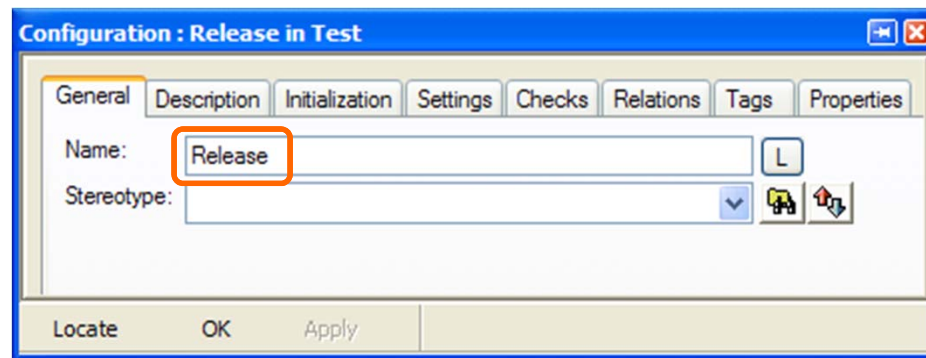 Configuration : Release in Test
General Description Initialization Settings Checks Relations Tags Properties
Name: Release L
Stereotype:
Locate OK Apply